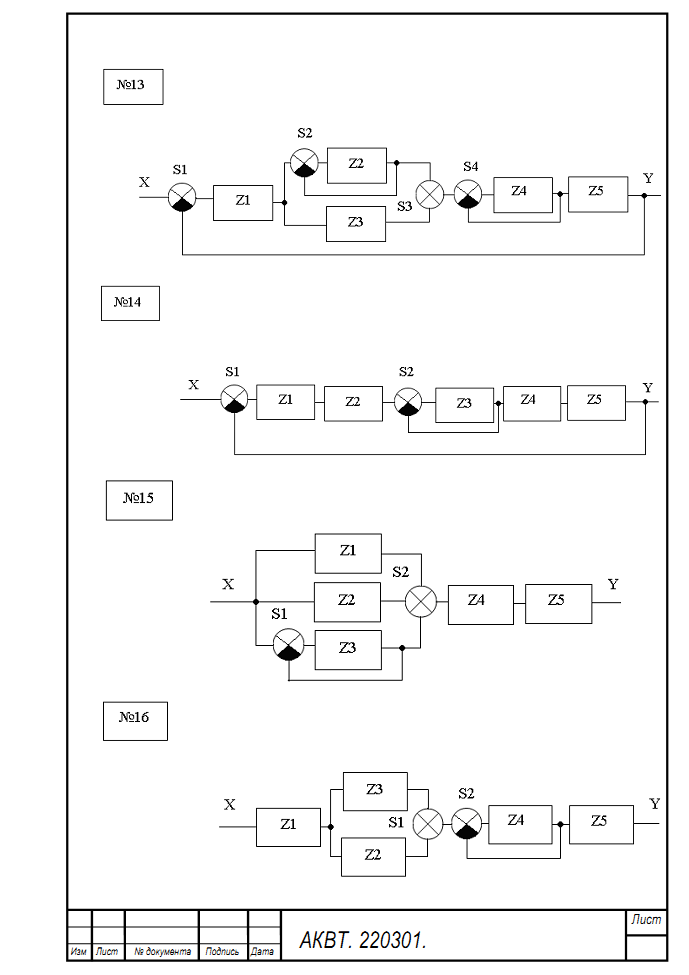 №13
S2
S1
Z2
S4
X
Y
Z1
Z4
Z5
S3
Z3
№14
S1
S2
X
Y
Z1
Z2
Z3
Z4
Z5
№15
Z1
S2
X
Y
Z2
Z4
Z5
S1
Z3
№16
Z3
S2
X
Y
Z1
S1
Z4
Z5
Z2
Лист
АКВТ. 220301.
Изм Лист № документа Подпись Дата